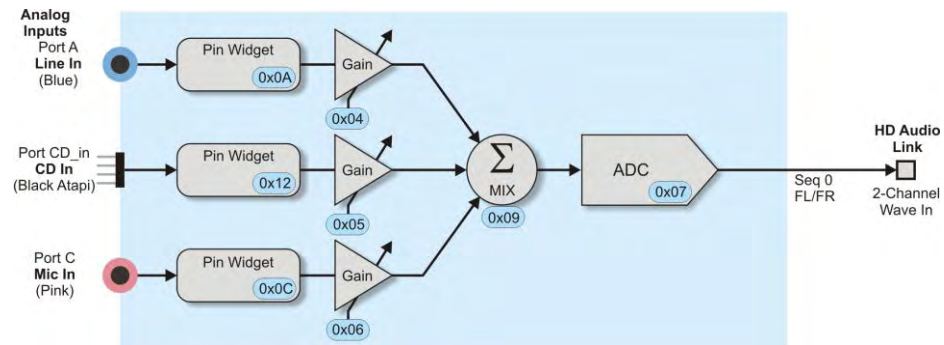 Analog
Inputs
Port A
Line In
(Blue)
Pin Widget
0x0A
Gain
0x04
Port CD_in
CD In
(Black Atapi)
Pin Widget
0x12
Gain
0x05
Port C
Mic In
(Pink)
Pin Widget
0x0C
Gain
0x06
Σ
MIX
0x09
ADC
0x07
Seq 0
FL/FR
HD Audio
Link
2-Channel
Wave In